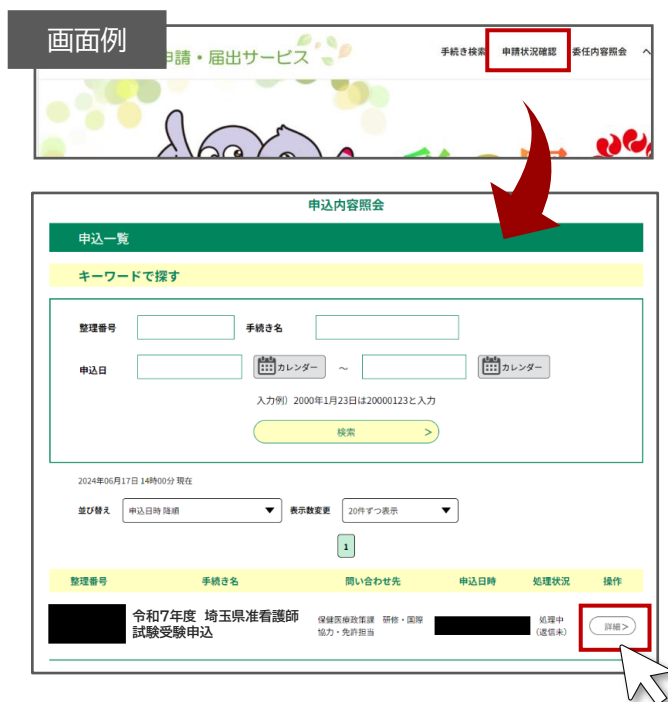 画面例
申請・届出サービス
手続き検索 申請状況確認 委任内容照会 ヘ
申込内容照会
申込一覧
キーワードで探す
整理番号 手続き名
申込日 カレンダー ～ カレンダー
入力例）2000年1月23日は20000123と入力
検索 >
2024年06月17日 14時00分 現在
並び替え 申込日時 降順 ▼ 表示数変更 20件ずつ表示 ▼
1
整理番号 手続き名 問い合わせ先 申込日時 処理状況 操作
令和7年度 埼玉県准看護師
試験受験申込
保健医療政策課 研修・国際
協力・免許担当
処理中
（返信未）
詳細>